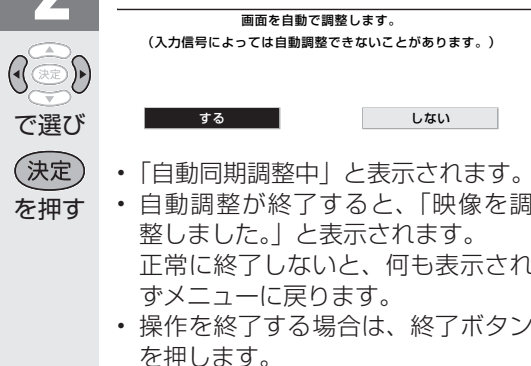 2
画面を自動で調整します。
(入力信号によっては自動調整できないことがあります。)
決定
で選び
する
しない
決定
を押す
•「自動同期調整中」と表示されます。
• 自動調整が終了すると、「映像を調
整しました。」と表示されます。
正常に終了しないと、何も表示され
ずメニューに戻ります。
• 操作を終了する場合は、終了ボタン
を押します。